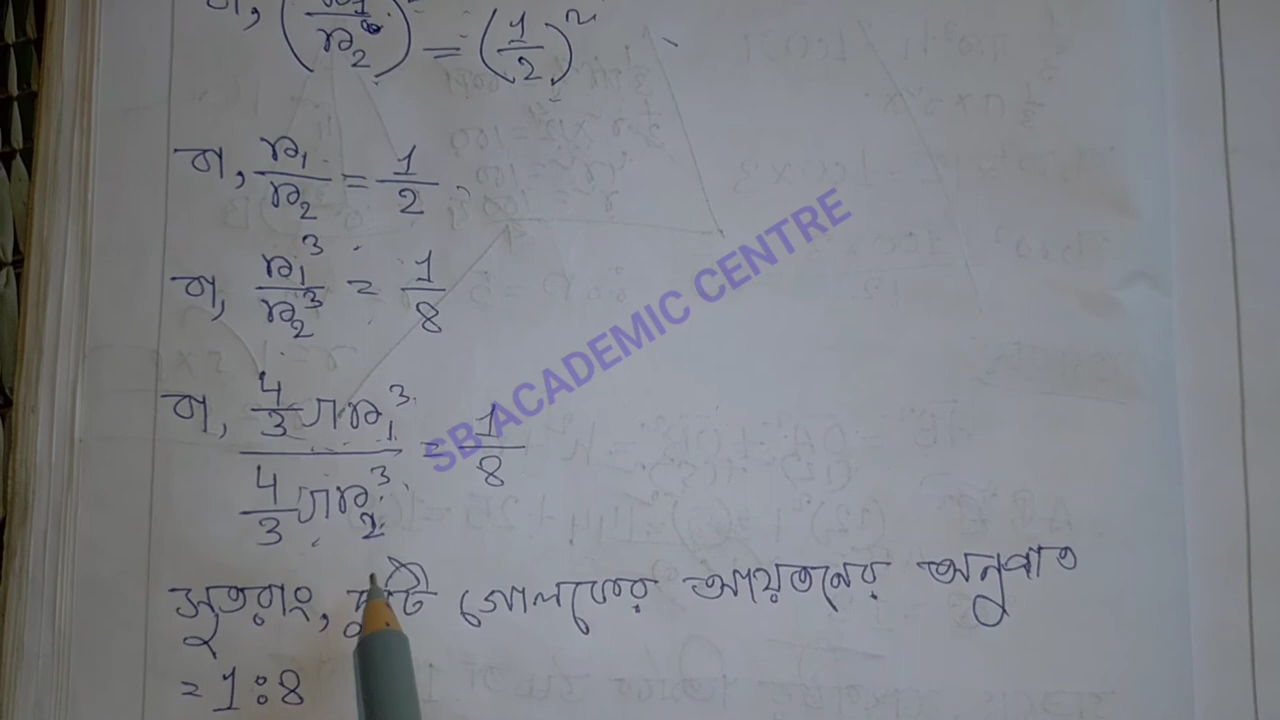 (r₁/r₂)² = (1/2)²
বা, r₁/r₂ = 1/2
বা, r₁³/r₂³ = 1/8
বা, (4/3 πr₁³)/(4/3 πr₂³) = 1/8
সুতরাং, দুটি গোলকের আয়তনের অনুপাত
= 1:8
SB ACADEMIC CENTRE